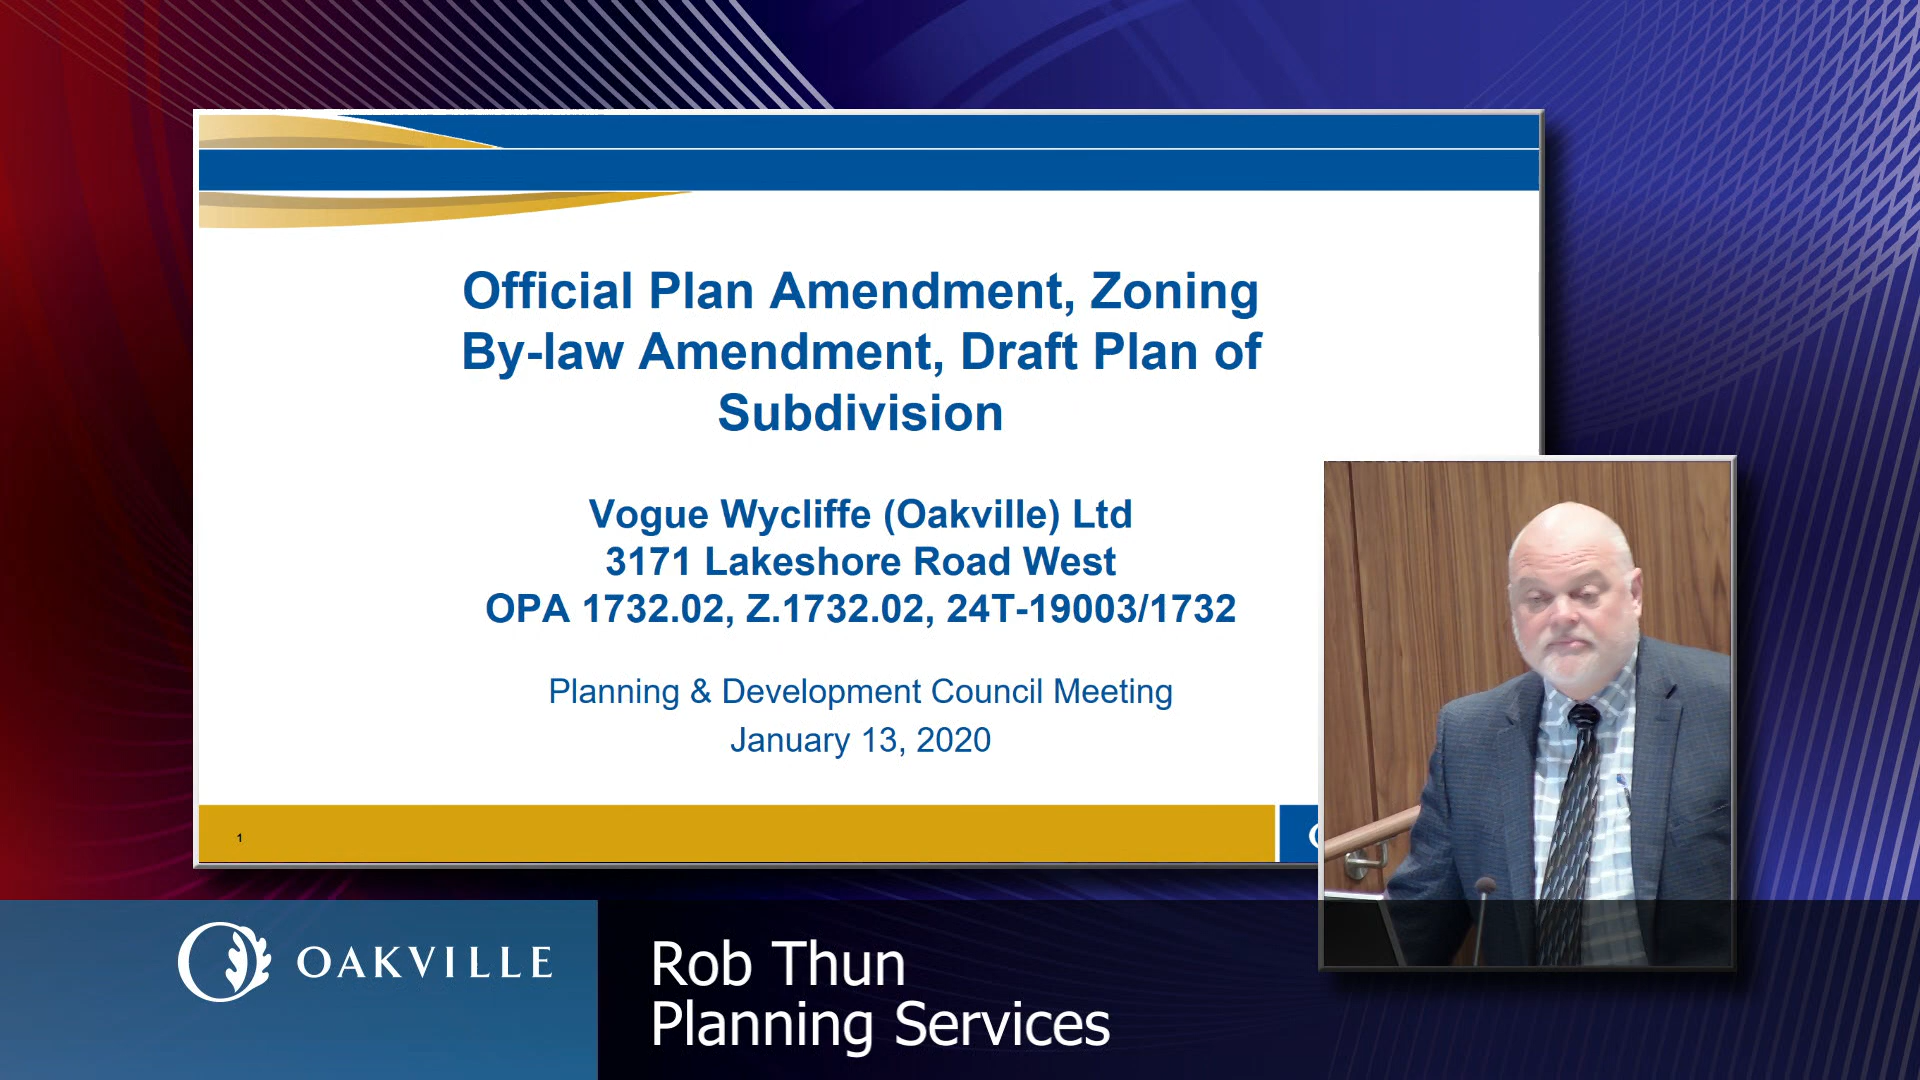 Official Plan Amendment, Zoning
By-law Amendment, Draft Plan of
Subdivision
Vogue Wycliffe (Oakville) Ltd
3171 Lakeshore Road West
OPA 1732.02, Z.1732.02, 24T-19003/1732
Planning & Development Council Meeting
January 13, 2020
1
OAKVILLE
Rob Thun
Planning Services